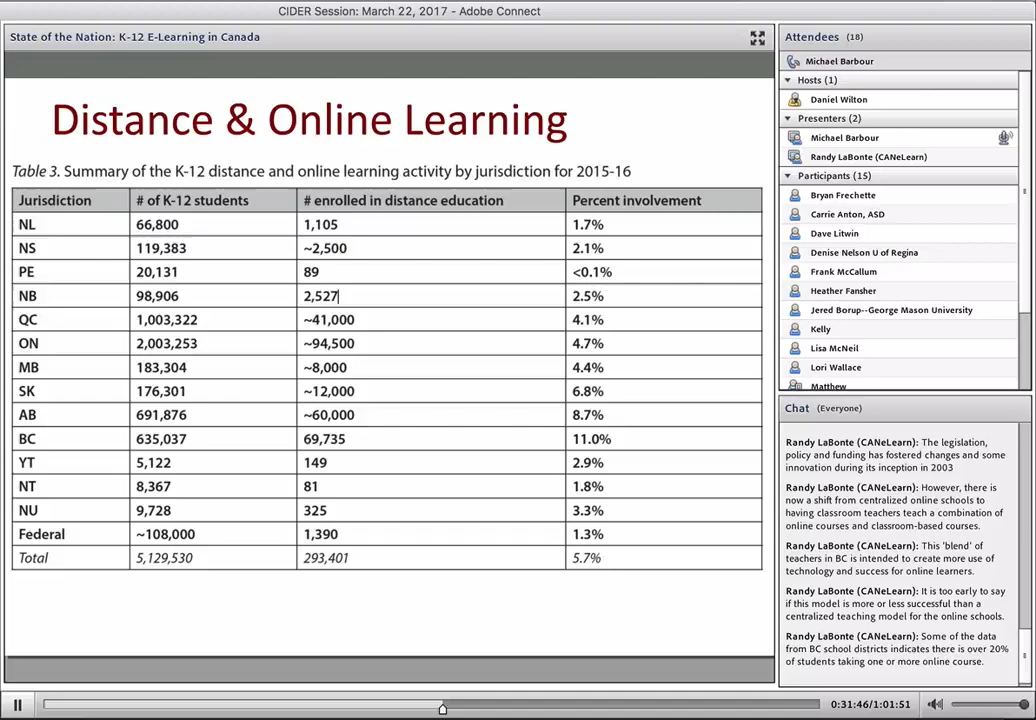 CIDER Session: March 22, 2017 - Adobe Connect
State of the Nation: K-12 E-Learning in Canada
Distance & Online Learning
Table 3. Summary of the K-12 distance and online learning activity by jurisdiction for 2015-16
Jurisdiction # of K-12 students # enrolled in distance education Percent involvement
NL 66,800 1,105 1.7%
NS 119,383 ~2,500 2.1%
PE 20,131 89 <0.1%
NB 98,906 2,527 2.5%
QC 1,003,322 ~41,000 4.1%
ON 2,003,253 ~94,500 4.7%
MB 183,304 ~8,000 4.4%
SK 176,301 ~12,000 6.8%
AB 691,876 ~60,000 8.7%
BC 635,037 69,735 11.0%
YT 5,122 149 2.9%
NT 8,367 81 1.8%
NU 9,728 325 3.3%
Federal ~108,000 1,390 1.3%
Total 5,129,530 293,401 5.7%
Attendees (18)
Michael Barbour
Hosts (1)
Daniel Wilton
Presenters (2)
Michael Barbour
Randy LaBonte (CANeLearn)
Participants (15)
Bryan Frechette
Carrie Anton, ASD
Dave Litwin
Denise Nelson U of Regina
Frank McCallum
Heather Fansher
Jered Borup--George Mason University
Kelly
Lisa McNeil
Lori Wallace
Matthew
Chat (Everyone)
Randy LaBonte (CANeLearn): The legislation,
policy and funding has fostered changes and some
innovation during its inception in 2003
Randy LaBonte (CANeLearn): However, there is
now a shift from centralized online schools to
having classroom teachers teach a combination of
online courses and classroom-based courses.
Randy LaBonte (CANeLearn): This 'blend' of
teachers in BC is intended to create more use of
technology and success for online learners.
Randy LaBonte (CANeLearn): It is too early to say
if this model is more or less successful than a
centralized teaching model for the online schools.
Randy LaBonte (CANeLearn): Some of the data
from BC school districts indicates there is over 20%
of students taking one or more online course.
0:31:46/1:01:51